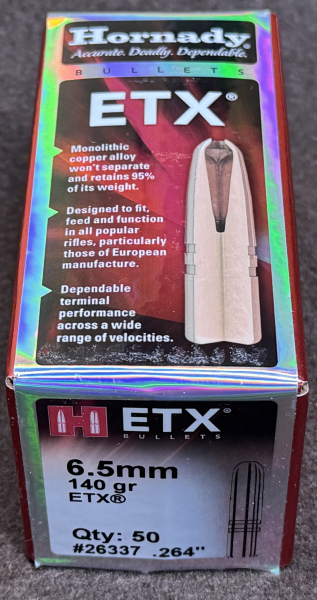 Hornady®
Accurate. Deadly. Dependable.
BULLETS
ETX®
Monolithic
copper alloy
won't separate
and retains 95%
of its weight.
Designed to fit,
feed and function
in all popular
rifles, particularly
those of European
manufacture.
Dependable
terminal
performance
across a wide
range of velocities.
H ETX®
BULLETS
6.5mm
140 gr
ETX®
Qty: 50
#26337 .264"